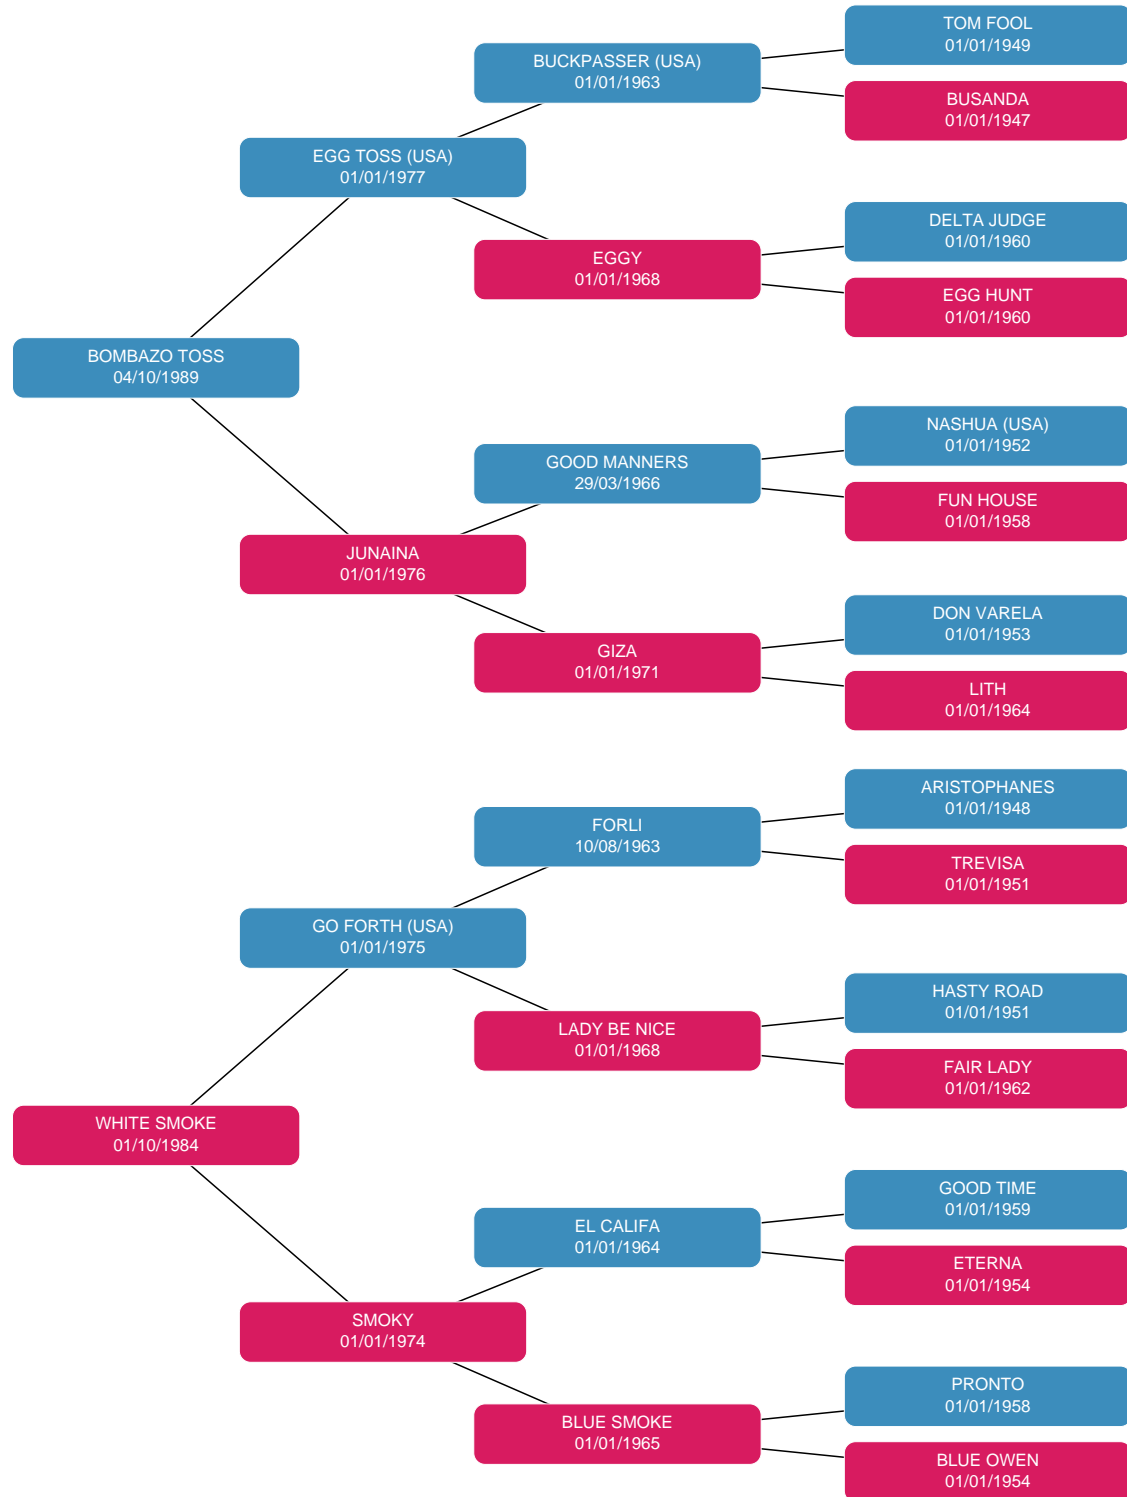 TOM FOOL
01/01/1949
BUCKPASSER (USA)
01/01/1963
BUSANDA
01/01/1947
EGG TOSS (USA)
01/01/1977
DELTA JUDGE
01/01/1960
EGGY
01/01/1968
EGG HUNT
01/01/1960
BOMBAZO TOSS
04/10/1989
NASHUA (USA)
01/01/1952
GOOD MANNERS
29/03/1966
FUN HOUSE
01/01/1958
JUNAINA
01/01/1976
DON VARELA
01/01/1953
GIZA
01/01/1971
LITH
01/01/1964
ARISTOPHANES
01/01/1948
FORLI
10/08/1963
TREVISA
01/01/1951
GO FORTH (USA)
01/01/1975
HASTY ROAD
01/01/1951
LADY BE NICE
01/01/1968
FAIR LADY
01/01/1962
WHITE SMOKE
01/10/1984
GOOD TIME
01/01/1959
EL CALIFA
01/01/1964
ETERNA
01/01/1954
SMOKY
01/01/1974
PRONTO
01/01/1958
BLUE SMOKE
01/01/1965
BLUE OWEN
01/01/1954